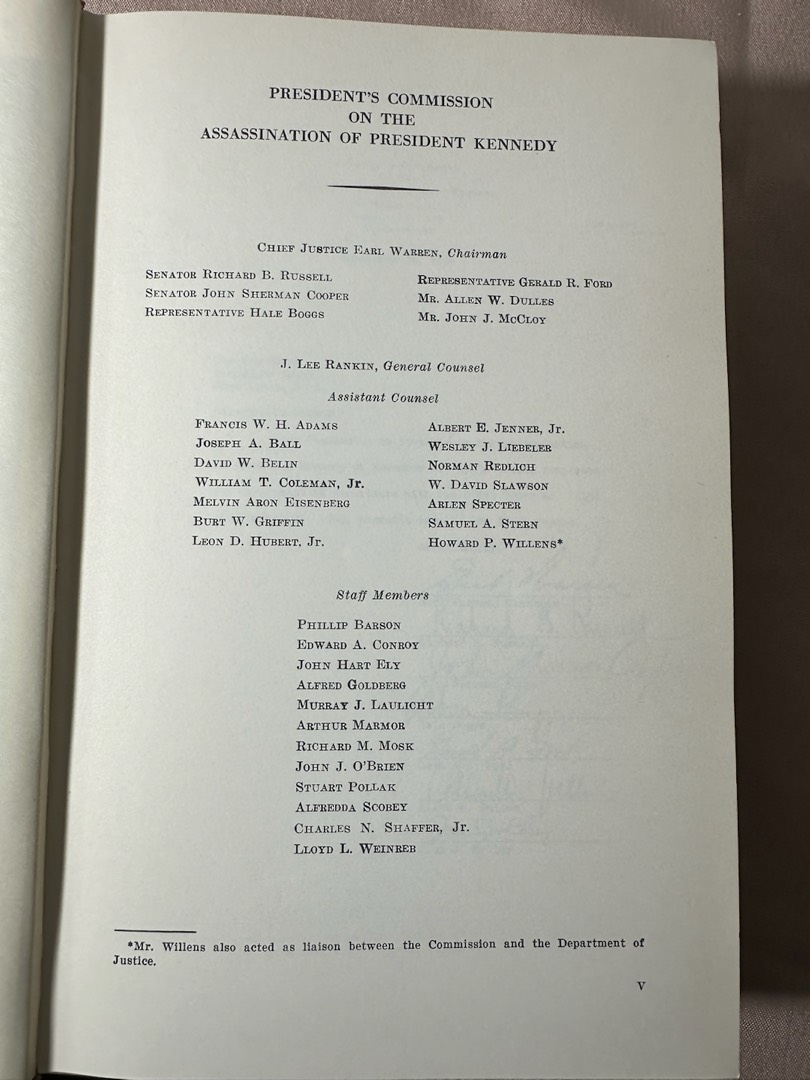 PRESIDENT'S COMMISSION
ON THE
ASSASSINATION OF PRESIDENT KENNEDY
CHIEF JUSTICE EARL WARREN, Chairman
SENATOR RICHARD B. RUSSELL
SENATOR JOHN SHERMAN COOPER
REPRESENTATIVE HALE BOGGS
REPRESENTATIVE GERALD R. FORD
MR. ALLEN W. DULLES
MR. JOHN J. MCCLOY
J. LEE RANKIN, General Counsel
Assistant Counsel
FRANCIS W. H. ADAMS
JOSEPH A. BALL
DAVID W. BELIN
WILLIAM T. COLEMAN, Jr.
MELVIN ARON EISENBERG
BURT W. GRIFFIN
LEON D. HUBERT, Jr.
ALBERT E. JENNER, Jr.
WESLEY J. LIEBELER
NORMAN REDLICH
W. DAVID SLAWSON
ARLEN SPECTER
SAMUEL A. STERN
HOWARD P. WILLENS*
Staff Members
PHILLIP BARSON
EDWARD A. CONROY
JOHN HART ELY
ALFRED GOLDBERG
MURRAY J. LAULICHT
ARTHUR MARMOR
RICHARD M. MOSK
JOHN J. O'BRIEN
STUART POLLAK
ALFREDDA SCOBEY
CHARLES N. SHAFFER, Jr.
LLOYD L. WEINREB
*Mr. Willens also acted as liaison between the Commission and the Department of
Justice.
V